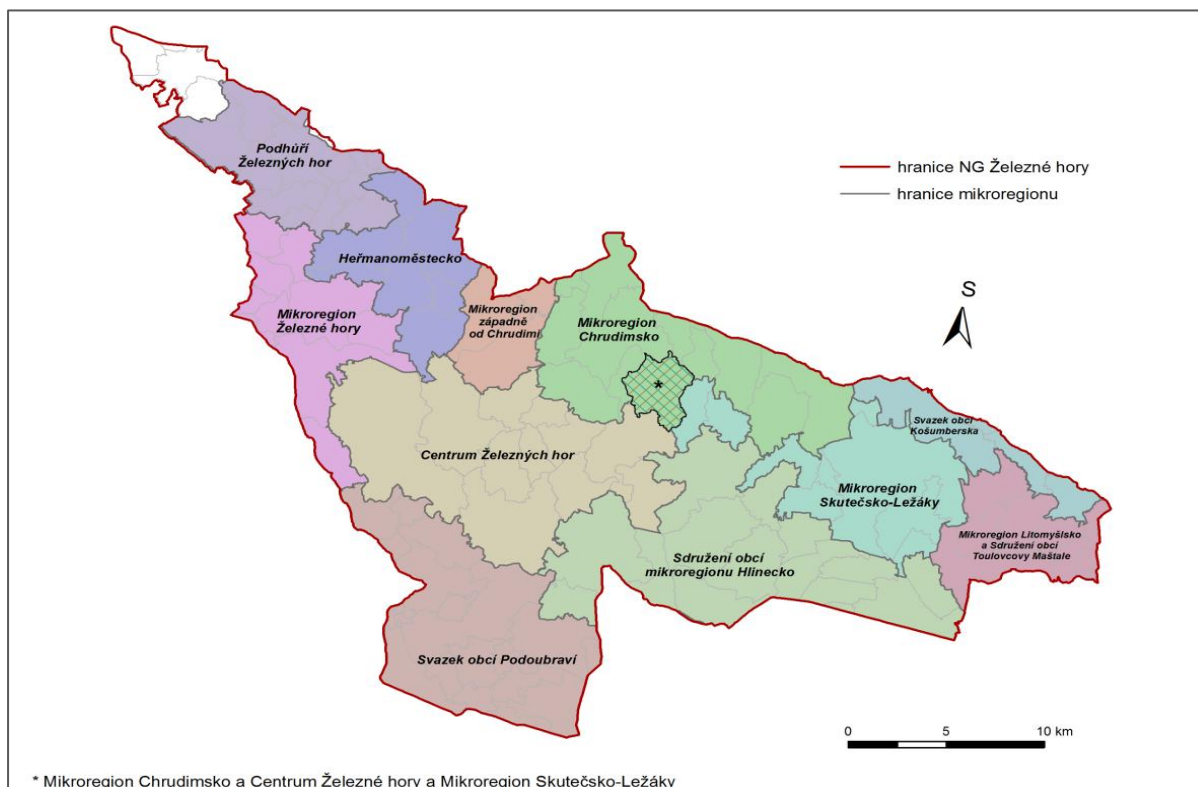 Podhůří
Železných hor
hranice NG Železné hory
hranice mikroregionu
Heřmanoměstecko
S
Mikroregion
Železné hory
Mikroregion
západně
od Chrudimi
Mikroregion
Chrudimsko
*
Svazek obcí
Košumberska
Centrum Železných hor
Mikroregion
Skutečsko-Ležáky
Mikroregion Litomyšlsko
a Sdružení obcí
Toulovcovy Maštale
Sdružení obcí
mikroregionu Hlinecko
Svazek obcí Podoubraví
0 5 10 km
* Mikroregion Chrudimsko a Centrum Železné hory a Mikroregion Skutečsko-Ležáky